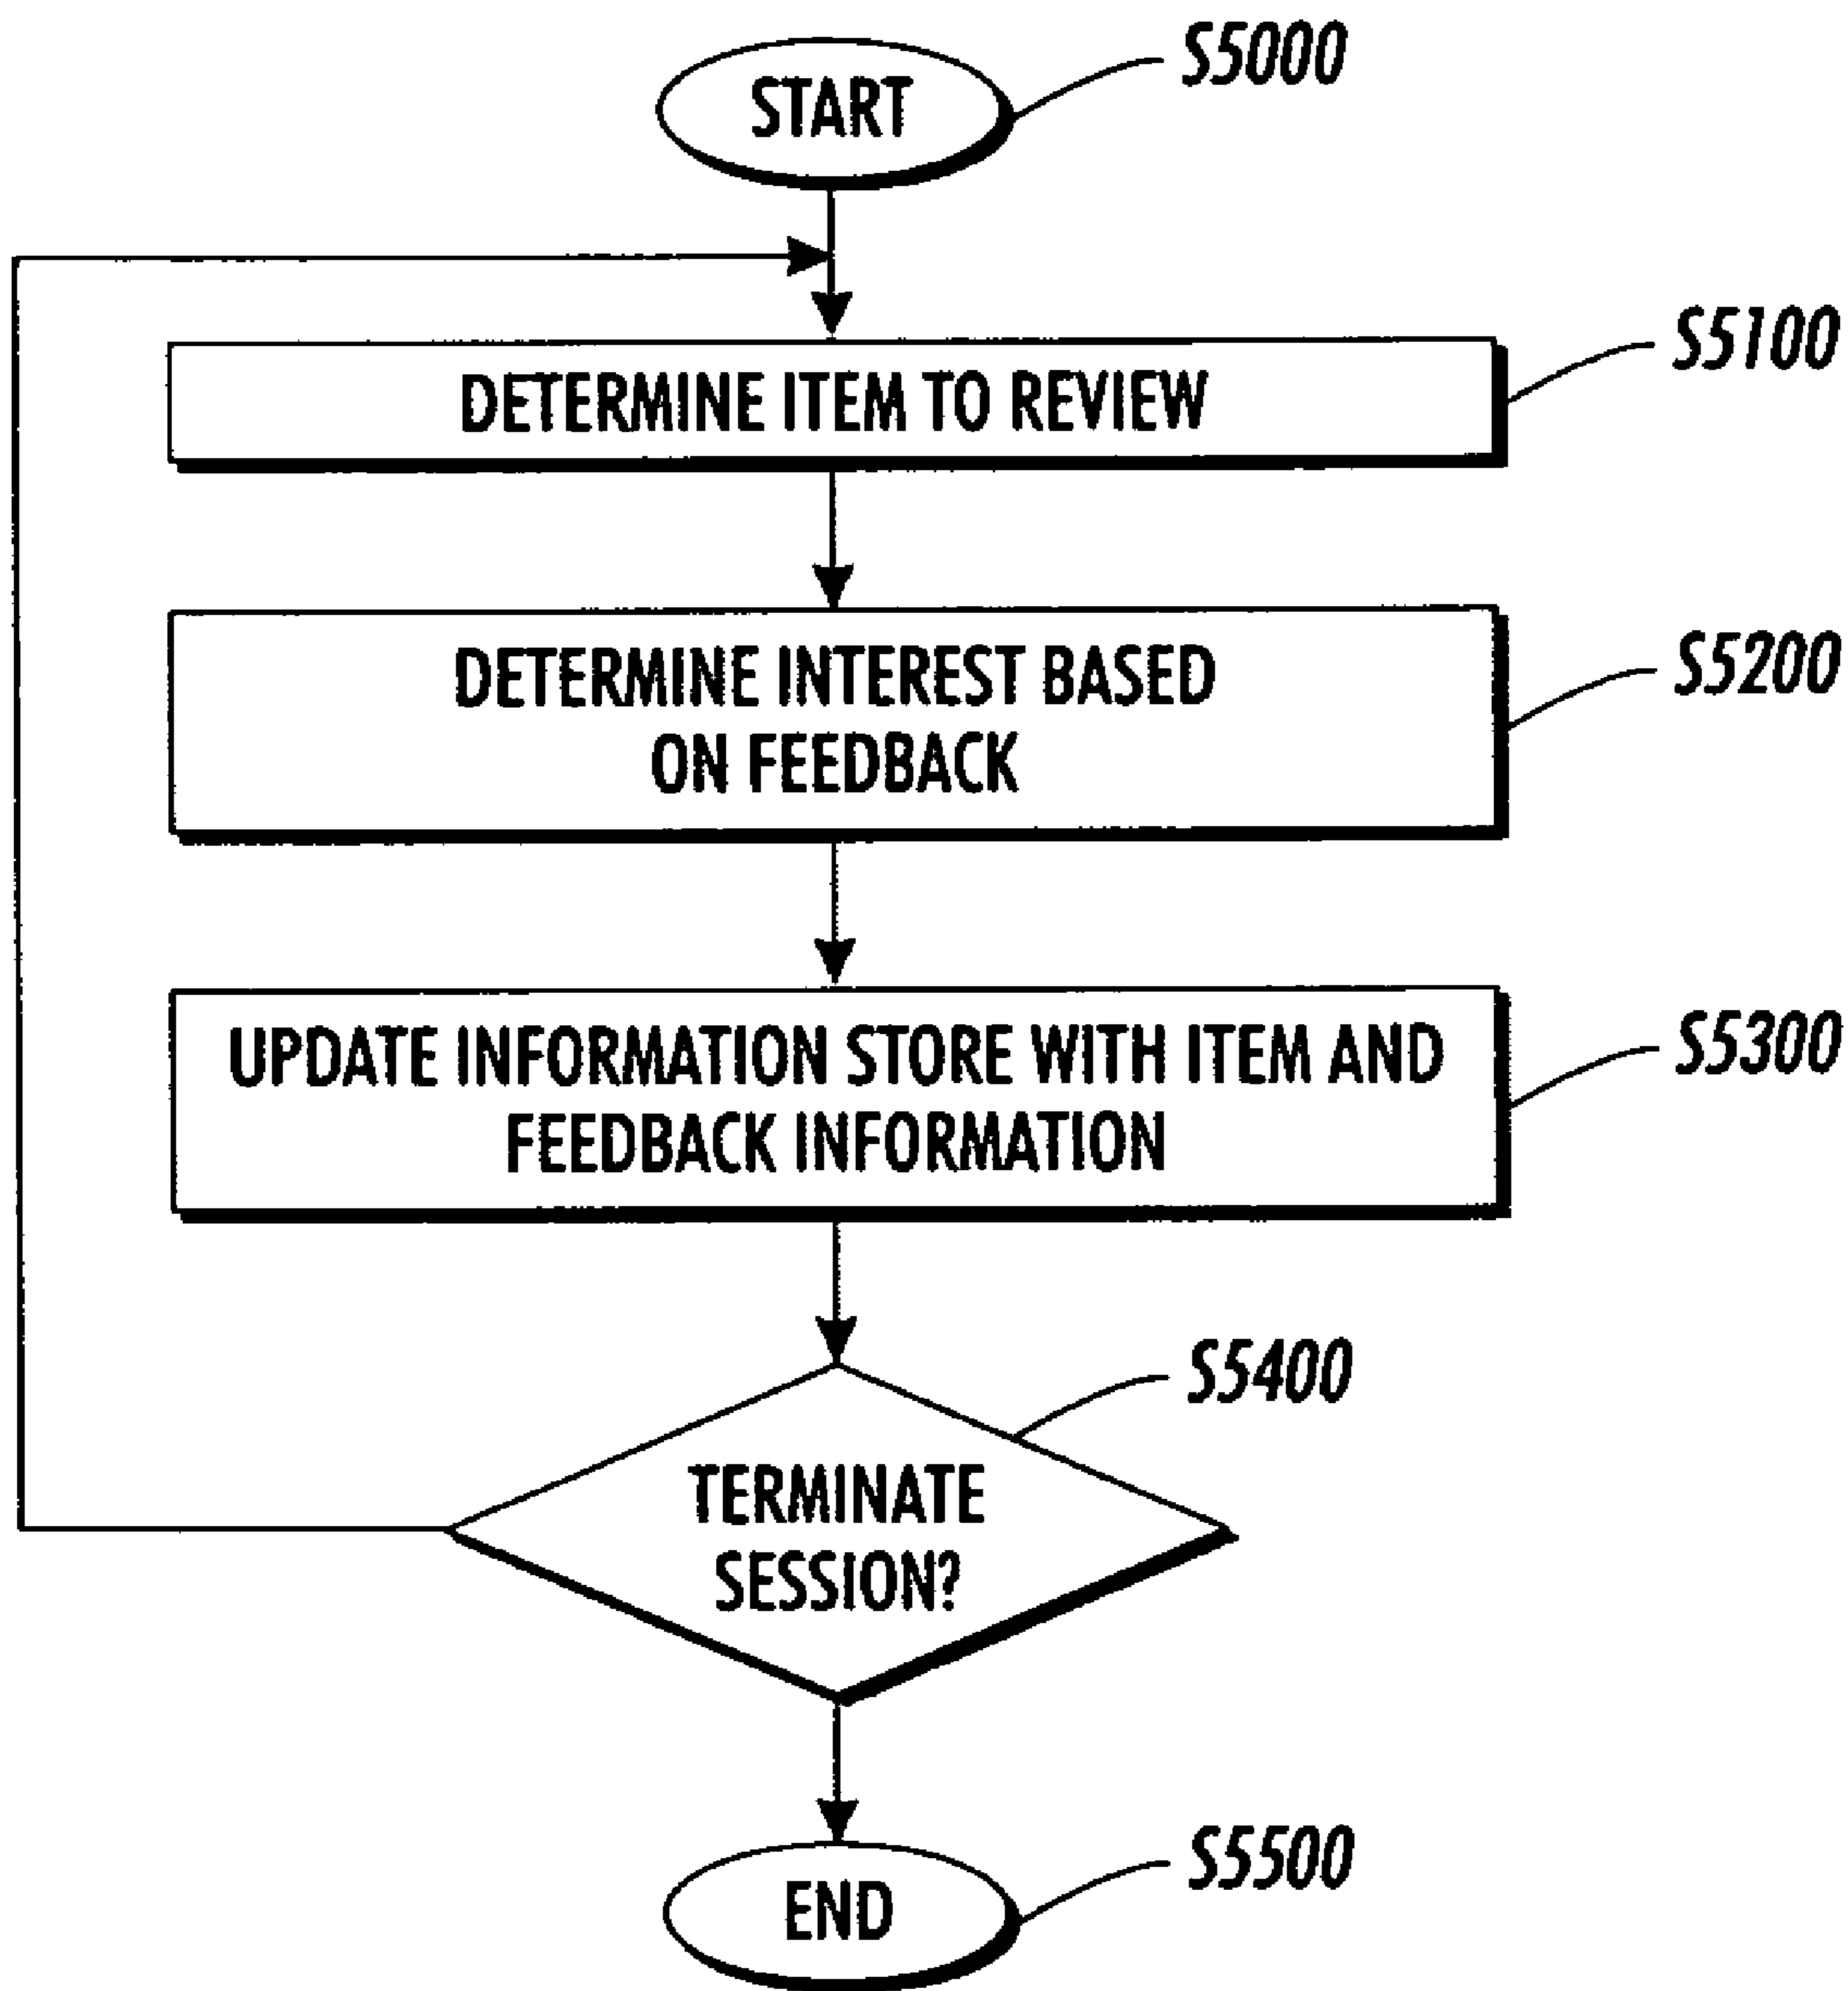 START
S5000
DETERMINE ITEM TO REVIEW
S5100
DETERMINE INTEREST BASED
ON FEEDBACK
S5200
UPDATE INFORMATION STORE WITH ITEM AND
FEEDBACK INFORMATION
S5300
TERMINATE
SESSION?
S5400
END
S5500